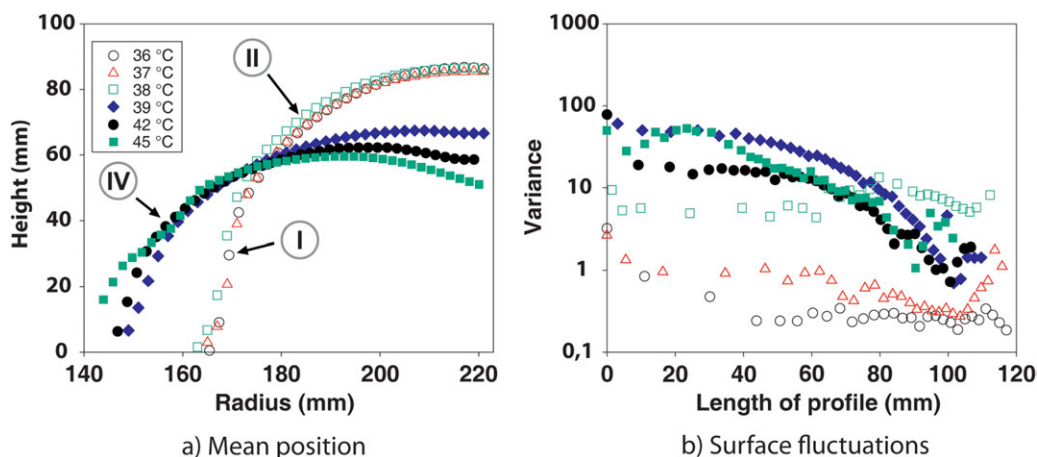 100
80
60
40
20
0
Height (mm)
36 °C
37 °C
38 °C
39 °C
42 °C
45 °C
II
IV
I
140 160 180 200 220
Radius (mm)
a) Mean position
1000
100
10
1
0,1
Variance
0 20 40 60 80 100 120
Length of profile (mm)
b) Surface fluctuations